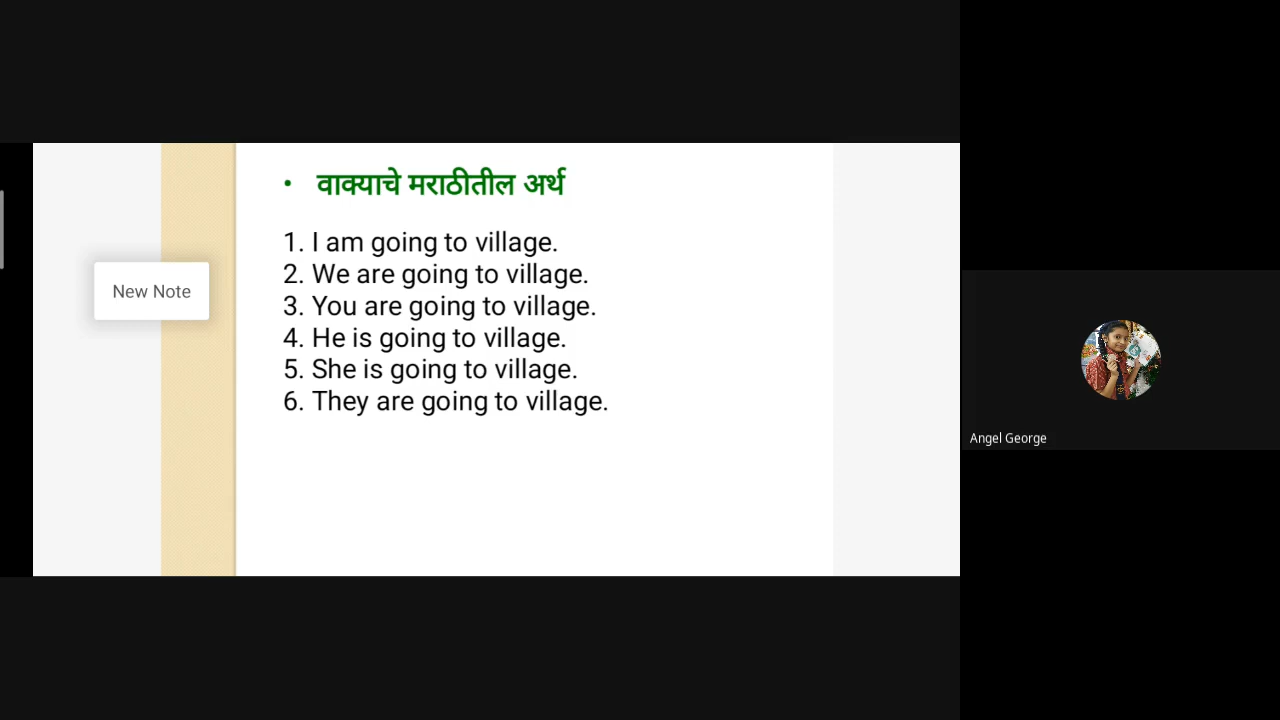 • वाक्याचे मराठीतील अर्थ
1. I am going to village.
2. We are going to village.
New Note
3. You are going to village.
4. He is going to village.
5. She is going to village.
6. They are going to village.
Angel George